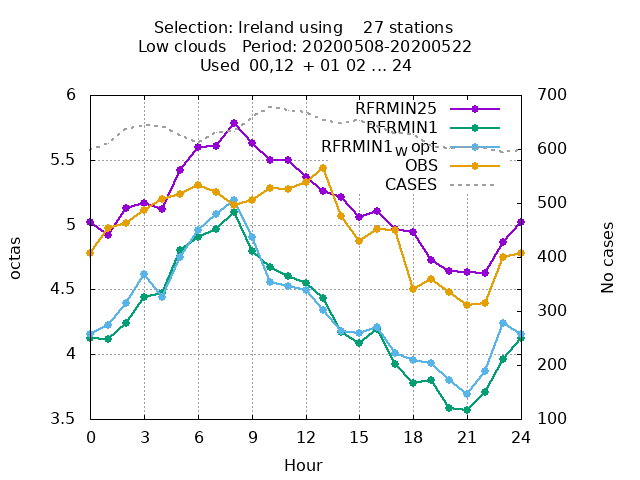 Selection: Ireland using 27 stations
Low clouds Period: 20200508-20200522
Used 00,12 + 01 02 ... 24
6
5.5
5
4.5
4
3.5
700
600
500
400
300
200
100
RFRMIN25
RFRMIN1
RFRMIN1W opt
OBS
CASES
octas
No cases
0 3 6 9 12 15 18 21 24
Hour